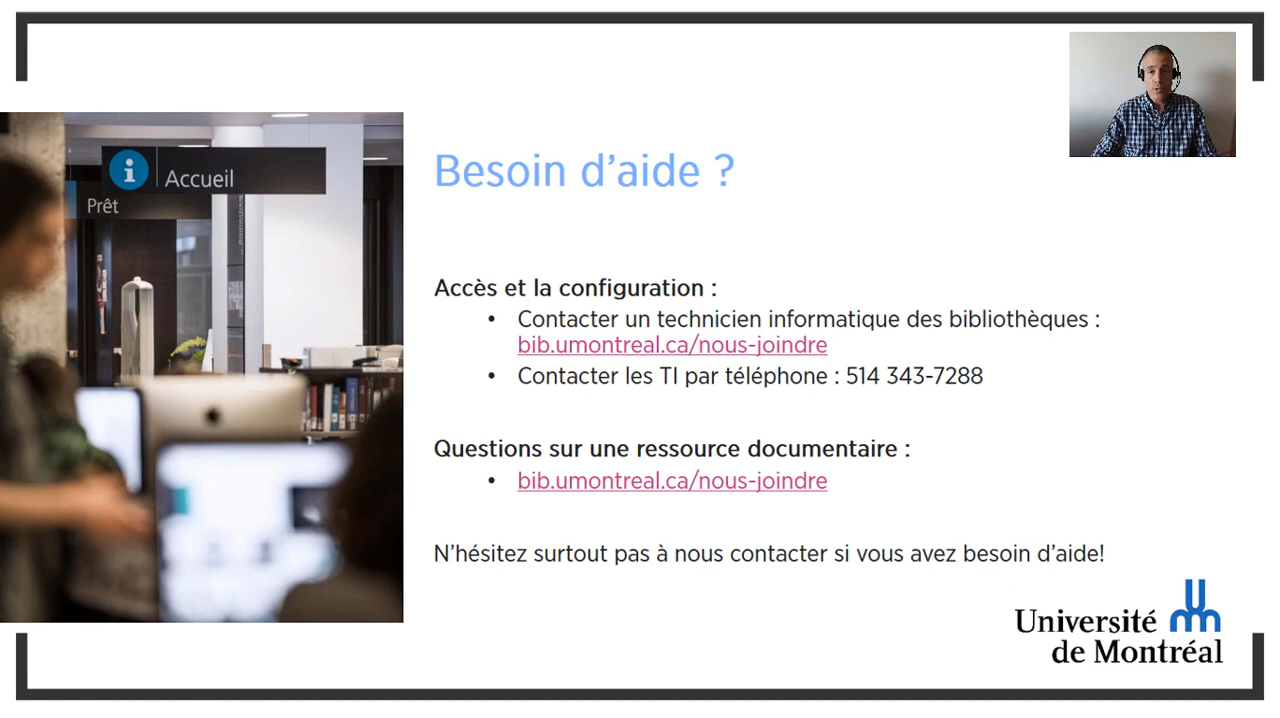 Accueil
Prêt
Besoin d’aide ?
Accès et la configuration :
• Contacter un technicien informatique des bibliothèques :
bib.umontreal.ca/nous-joindre
• Contacter les TI par téléphone : 514 343-7288
Questions sur une ressource documentaire :
• bib.umontreal.ca/nous-joindre
N’hésitez surtout pas à nous contacter si vous avez besoin d’aide!
Université
de Montréal